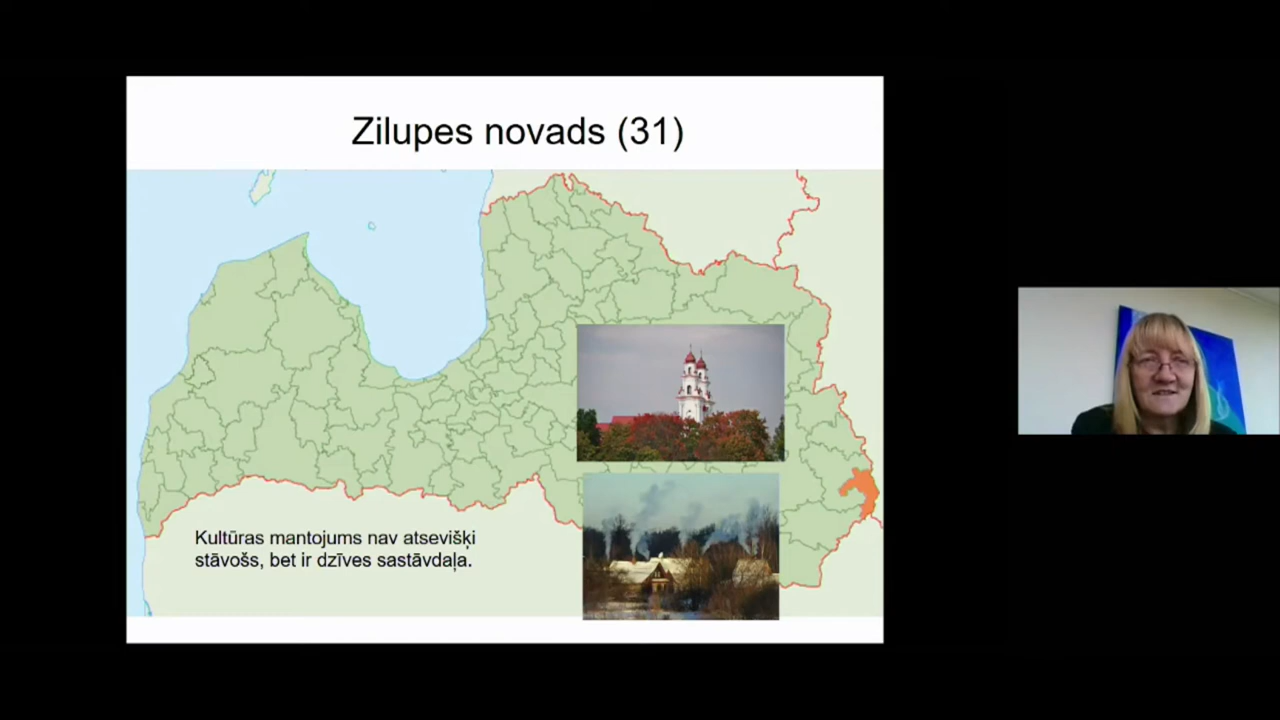 Zilupes novads (31)
Kultūras mantojums nav atsevišķi
stāvošs, bet ir dzīves sastāvdaļa.